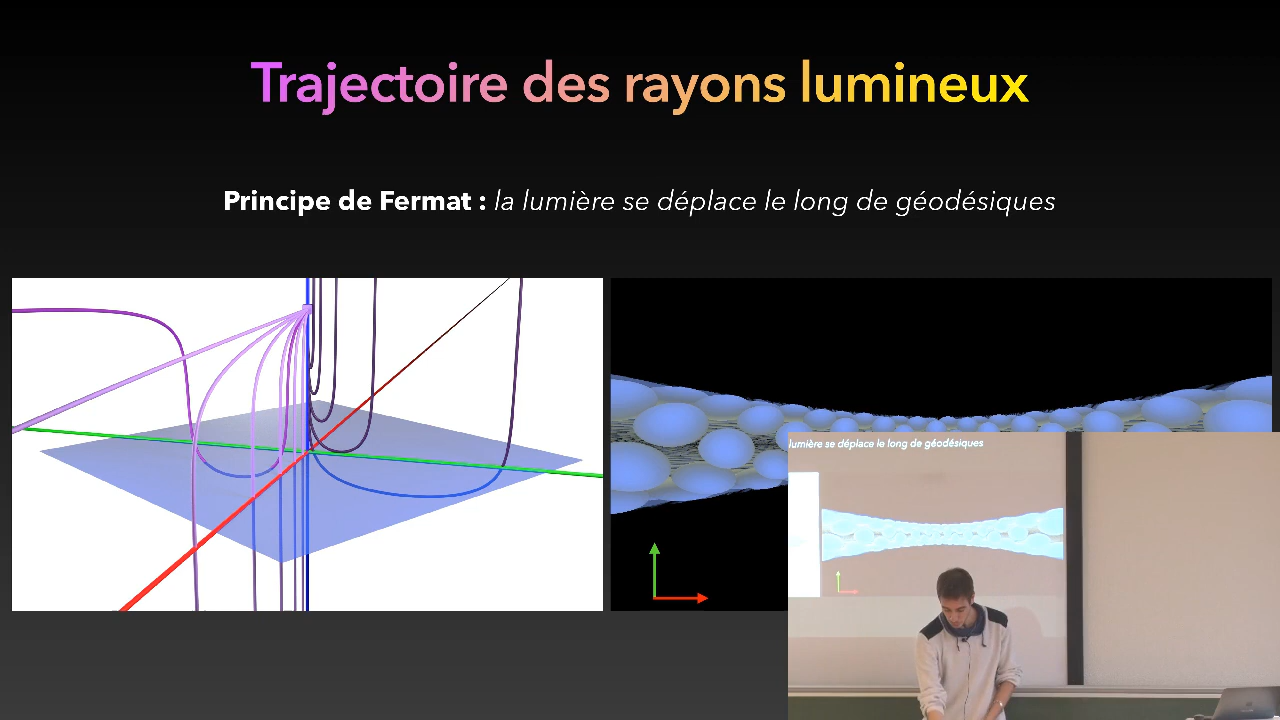 Trajectoire des rayons lumineux
Principe de Fermat : la lumière se déplace le long de géodésiques
lumière se déplace le long de géodésiques